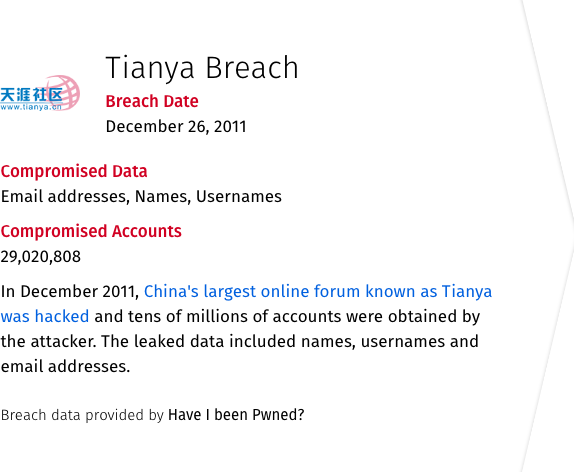 Tianya Breach
天涯社区
www.tianya.cn
Breach Date
December 26, 2011
Compromised Data
Email addresses, Names, Usernames
Compromised Accounts
29,020,808
In December 2011, China's largest online forum known as Tianya
was hacked and tens of millions of accounts were obtained by
the attacker. The leaked data included names, usernames and
email addresses.
Breach data provided by Have I been Pwned?